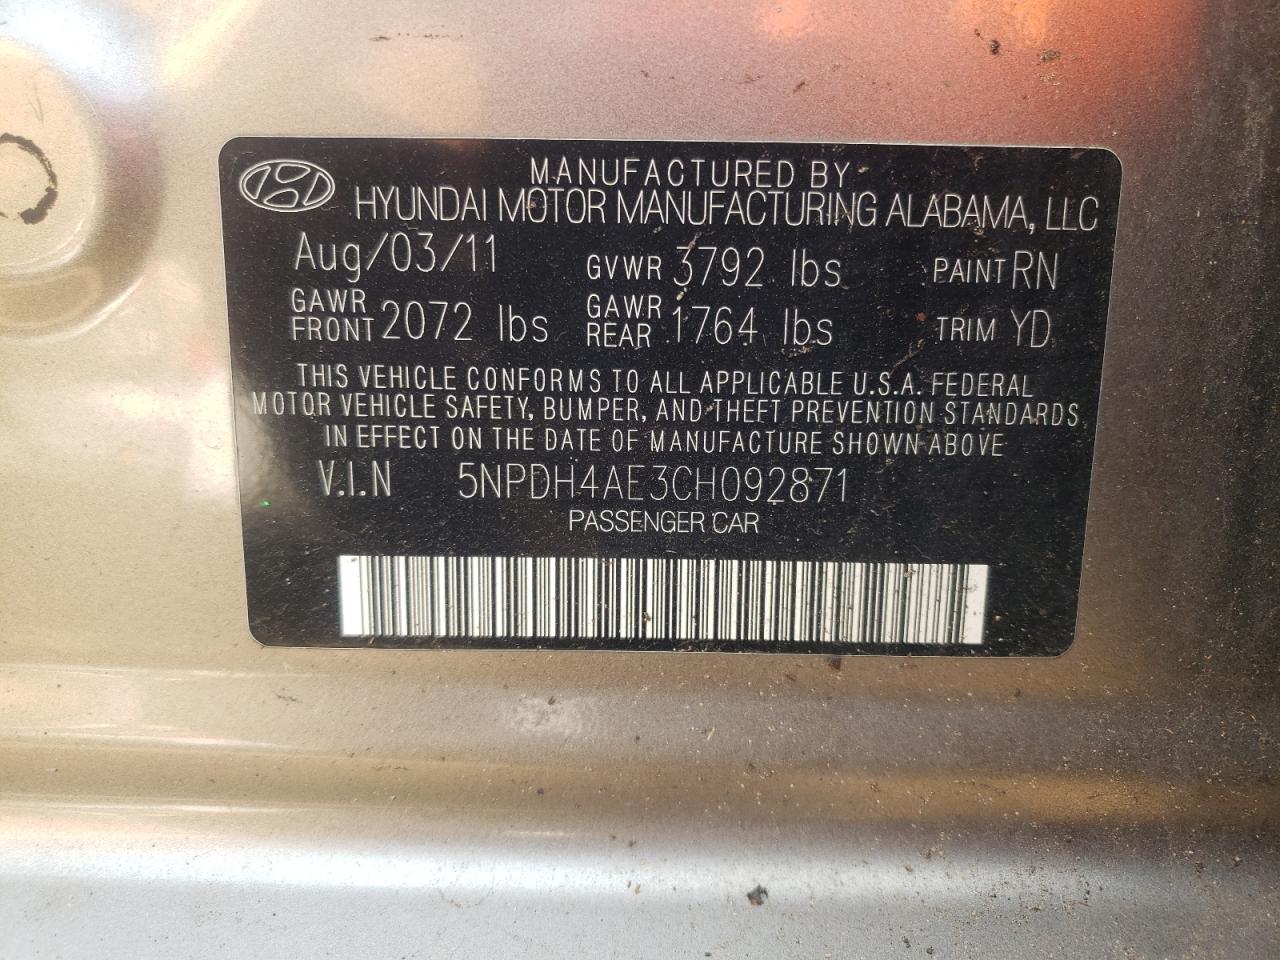 MANUFACTURED BY
HYUNDAI MOTOR MANUFACTURING ALABAMA, LLC
Aug/03/11 GVWR 3792 lbs PAINT RN
GAWR FRONT 2072 lbs GAWR REAR 1764 lbs TRIM YD
THIS VEHICLE CONFORMS TO ALL APPLICABLE U.S.A. FEDERAL
MOTOR VEHICLE SAFETY, BUMPER, AND THEFT PREVENTION STANDARDS
IN EFFECT ON THE DATE OF MANUFACTURE SHOWN ABOVE
V.I.N 5NPDH4AE3CH092871
PASSENGER CAR